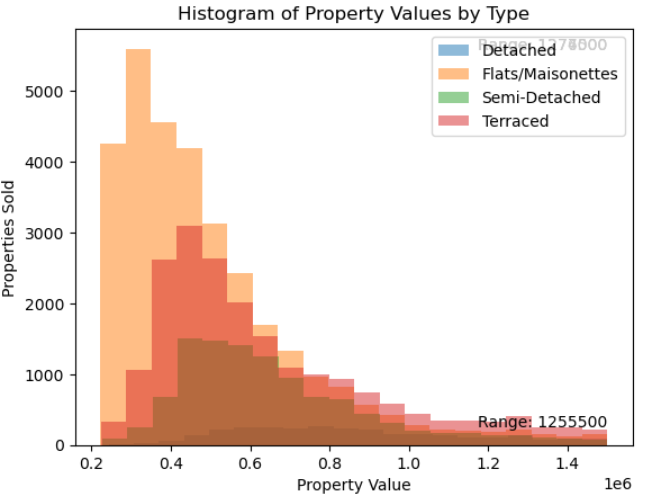 Histogram of Property Values by Type
Detached
Flats/Maisonettes
Semi-Detached
Terraced
Range:
5000
4000
3000
2000
1000
0
Properties Sold
Range: 1255500
0.2 0.4 0.6 0.8 1.0 1.2 1.4
1e6
Property Value